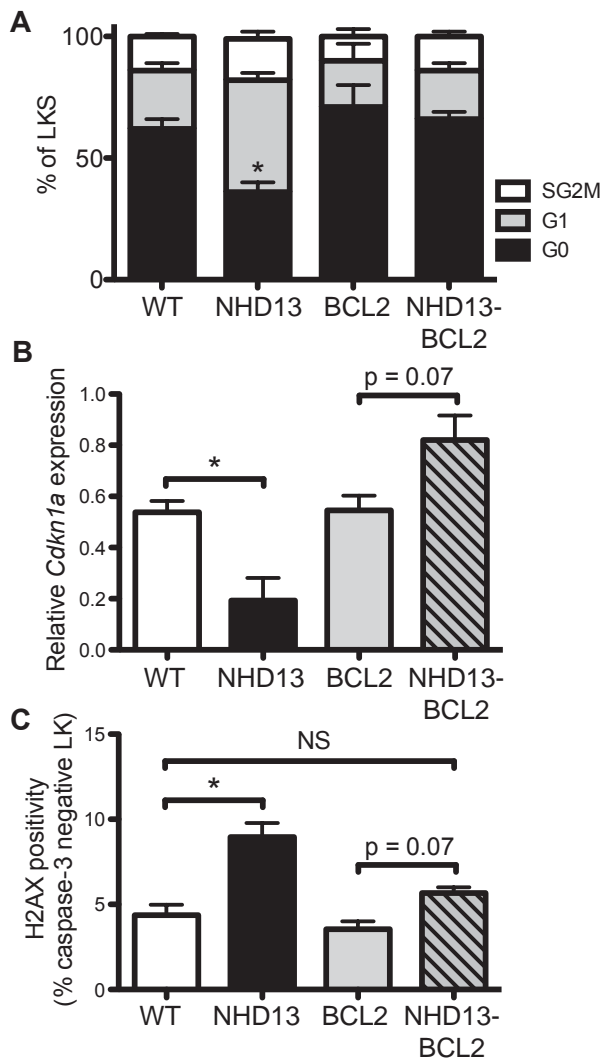 A
% of LKS
100
50
0
*
SG2M
G1
G0
WT NHD13 BCL2 NHD13-
BCL2
B
Relative Cdkn1a expression
1.0
0.8
0.6
0.4
0.2
0.0
*
p = 0.07
WT NHD13 BCL2 NHD13-
BCL2
C
H2AX positivity
(% caspase-3 negative LK)
15
10
5
0
NS
*
p = 0.07
WT NHD13 BCL2 NHD13-
BCL2